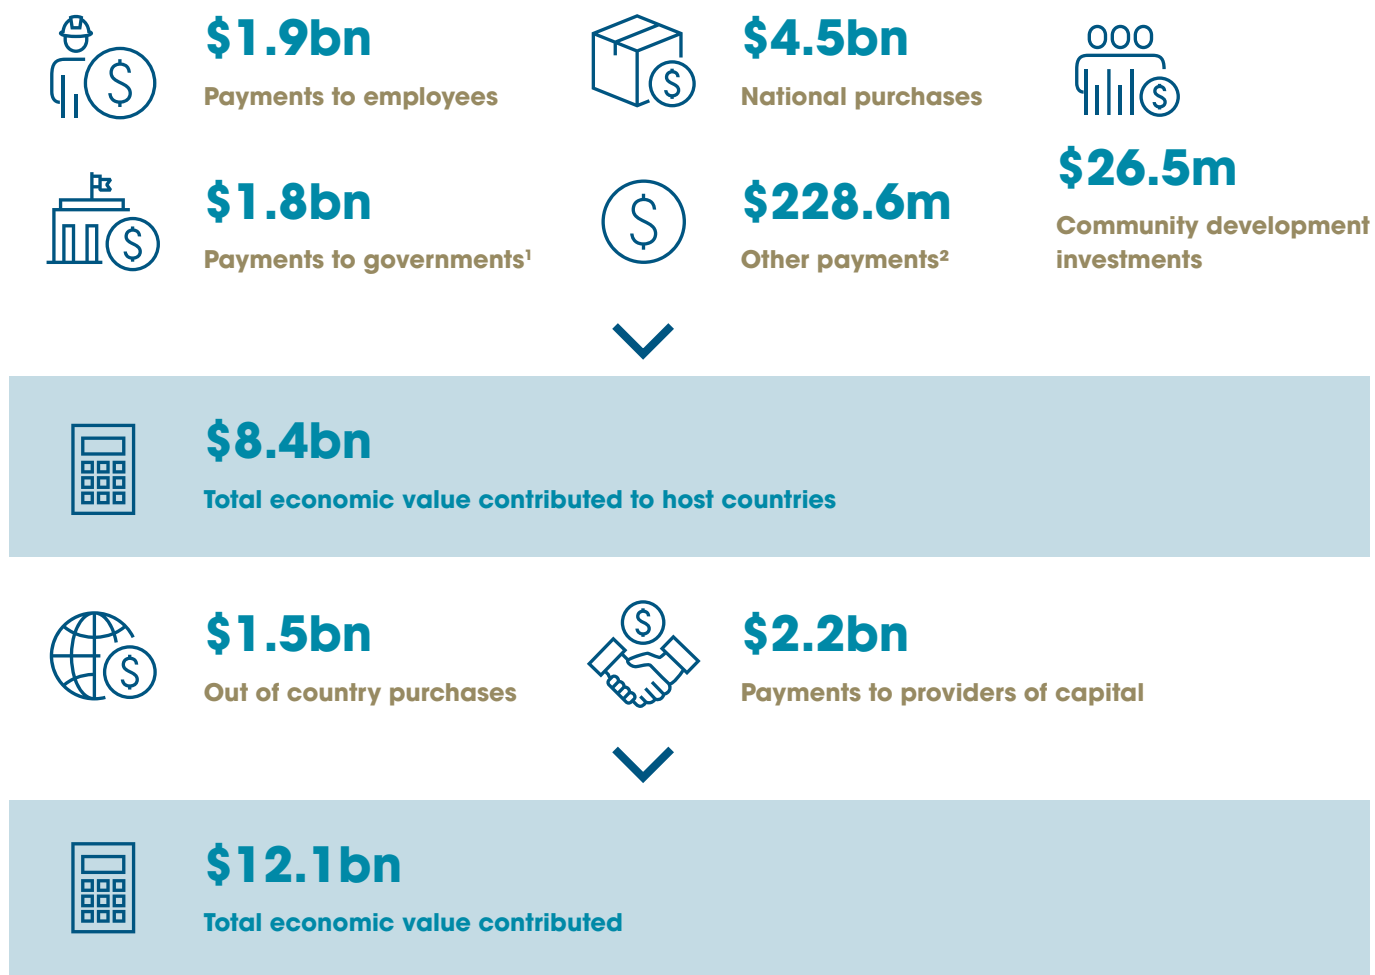 $1.9bn
Payments to employees
$4.5bn
National purchases
$1.8bn
Payments to governments¹
$228.6m
Other payments²
$26.5m
Community development
investments
$8.4bn
Total economic value contributed to host countries
$1.5bn
Out of country purchases
$2.2bn
Payments to providers of capital
$12.1bn
Total economic value contributed